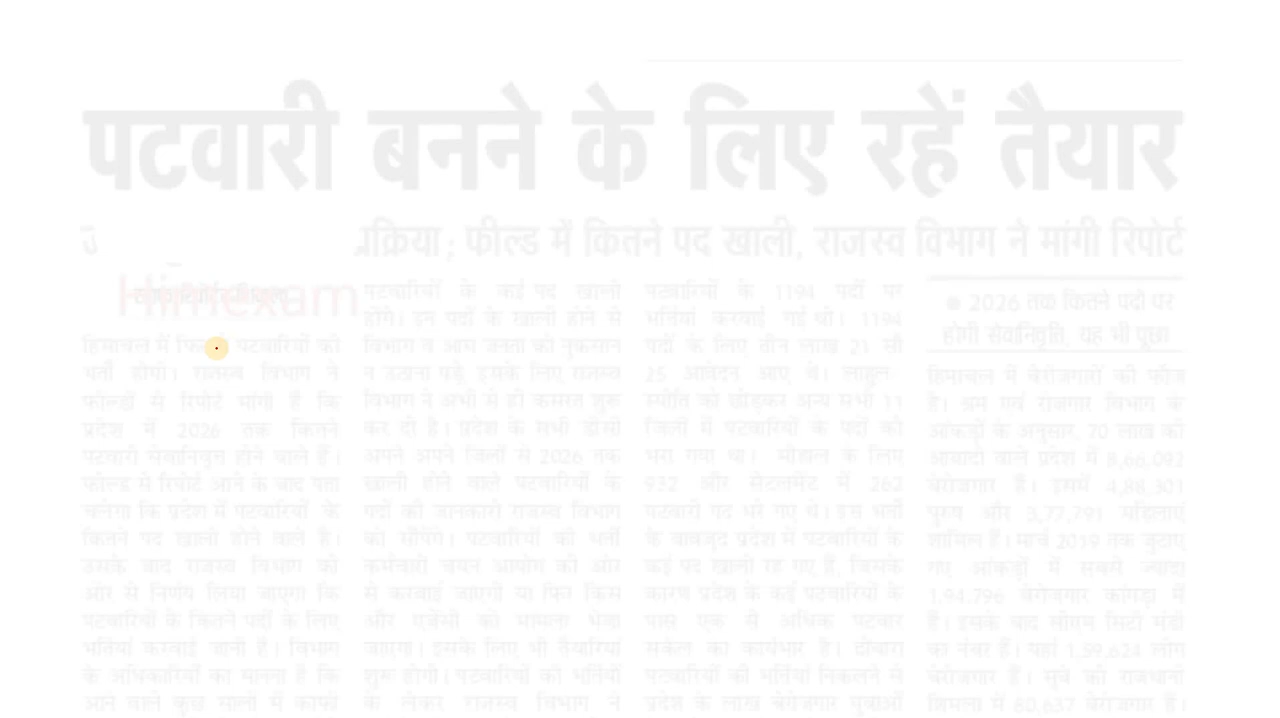 पटवारी बनने के लिए रहें तैयार
प्रक्रिया ; फील्ड में कितने पद खाली, राजस्व विभाग ने मांगी रिपोर्ट
Himexam
हिमाचल में फिर से पटवारियों की
भर्ती होगी। राजस्व विभाग ने
फील्डों से रिपोर्ट मांगी है कि
प्रदेश में 2026 तक कितने
पटवारी सेवानिवृत्त होने वाले हैं।
फील्ड से रिपोर्ट आने के बाद पता
चलेगा कि प्रदेश में पटवारियों के
कितने पद खाली होने वाले है।
उसके बाद राजस्व विभाग की
ओर से निर्णय लिया जाएगा कि
पटवारियों के कितने पदों के लिए
भर्तियां करवाई जानी है। विभाग
के अधिकारियों का मानना है कि
आने वाले कुछ सालों में काफी
पटवारियों के कई पद खाली
होंगे। इन पदों के खाली होने से
विभाग व आम जनता को नुकसान
न उठाना पड़े, इसके लिए राजस्व
विभाग ने अभी से ही कसरत शुरू
कर दी है। प्रदेश के सभी डीसी
अपने अपने जिलों से 2026 तक
खाली होने वाले पटवारियों के
पदों की जानकारी राजस्व विभाग
को सौंपेंगे। पटवारियों की भर्ती
कर्मचारी चयन आयोग की ओर
से करवाई जाएगी या फिर किस
और एजेंसी को मामला भेजा
जाएगा। इसके लिए भी तैयारियां
शुरू होंगी। पटवारियों की भर्तियों
के लेकर राजस्व विभाग ने
पटवारियों के 1194 पदों पर
भर्तियां करवाई गई थी। 1194
पदों के लिए तीन लाख 21 सौ
25 आवेदन आए थे। लाहुल-
स्पीति को छोड़कर अन्य सभी 11
जिलों में पटवारियों के पदों को
भरा गया था। मोहाल के लिए
932 और सेटलमेंट में 262
पटवारी पद भरे गए थे। इस भर्ती
के बावजूद प्रदेश में पटवारियों के
कई पद खाली रह गए हैं, जिसके
कारण प्रदेश के कई पटवारियों के
पास एक से अधिक पटवार
सर्कल का कार्यभार है। दोबारा
पटवारियों की भर्तियां निकलने से
प्रदेश के लाख बेरोजगार युवाओं
● 2026 तक कितने पदों पर
होगी सेवानिवृति, यह भी पूछा
हिमाचल में बेरोजगारों की फौज
है। श्रम एवं रोजगार विभाग के
आंकड़ों के अनुसार, 70 लाख की
आबादी वाले प्रदेश में 8,66,092
बेरोजगार हैं। इसमें 4,88,301
पुरुष और 3,77,791 महिलाएं
शामिल हैं। मार्च 2019 तक जुटाए
गए आंकड़ों में सबसे ज्यादा
1,94,796 बेरोजगार कांगड़ा में
हैं। इसके बाद सीएम सिटी मंडी
का नंबर हैं। यहां 1,59,624 लोग
बेरोजगार हैं। सूबे की राजधानी
शिमला में 80,637 बेरोजगार हैं।